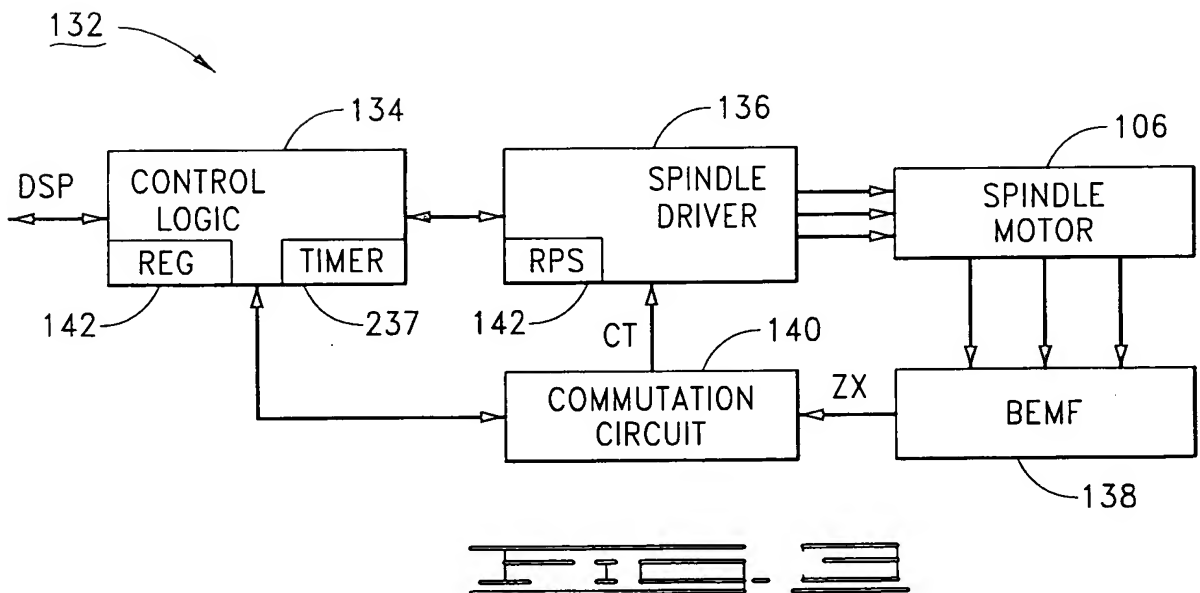 132
134
136
106
DSP
CONTROL
LOGIC
SPINDLE
DRIVER
SPINDLE
MOTOR
REG
TIMER
RPS
142
237
142
CT
140
COMMUTATION
CIRCUIT
ZX
BEMF
138